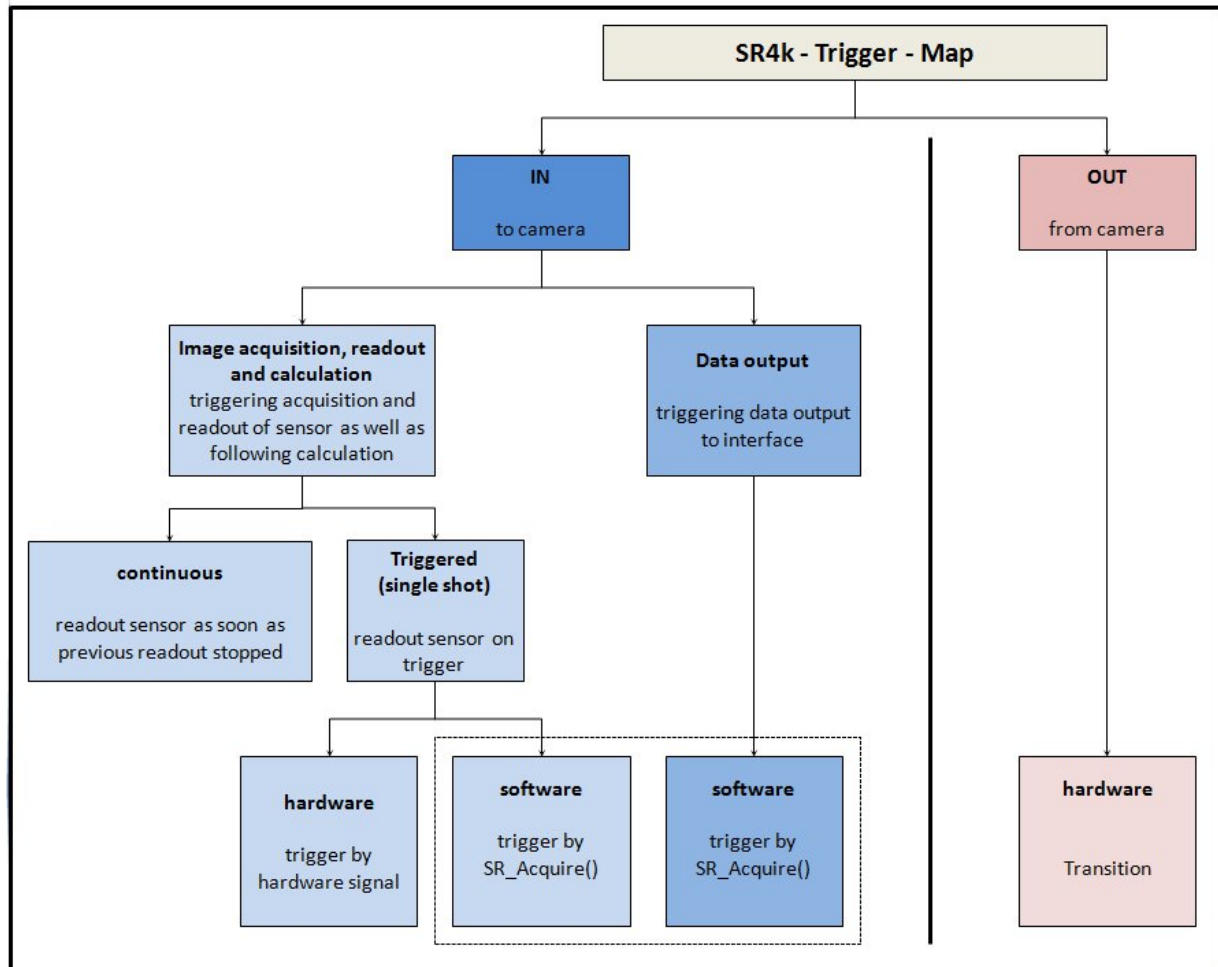 SR4k - Trigger - Map
IN
to camera
OUT
from camera
Image acquisition, readout
and calculation
triggering acquisition and
readout of sensor as well as
following calculation
Data output
triggering data output
to interface
continuous
readout sensor as soon as
previous readout stopped
Triggered
(single shot)
readout sensor on
trigger
hardware
trigger by
hardware signal
software
trigger by
SR_Acquire()
software
trigger by
SR_Acquire()
hardware
Transition